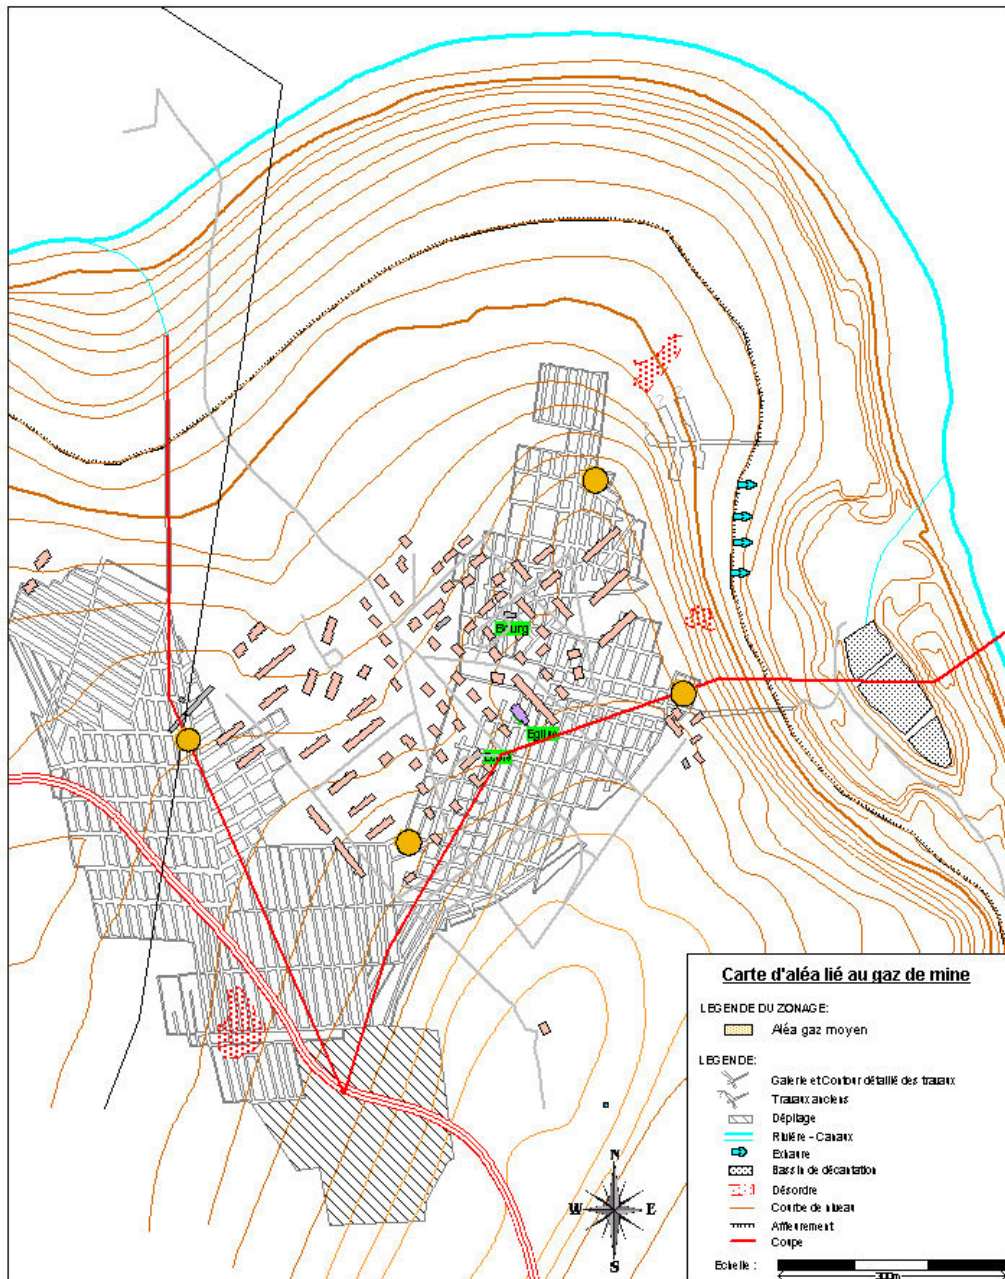 Bourg
Eglise
Carte d'aléa lié au gaz de mine
LEGENDE DU ZONAGE:
Aléa gaz moyen
LEGENDE:
Galerie et Contour détaillé des travaux
Travaux anciens
Dépilage
Rivière - Canaux
Exhaure
Bassin de décantation
Désordre
Courbe de niveau
Affleurement
Coupe
N
W
E
S
Echelle :
300m